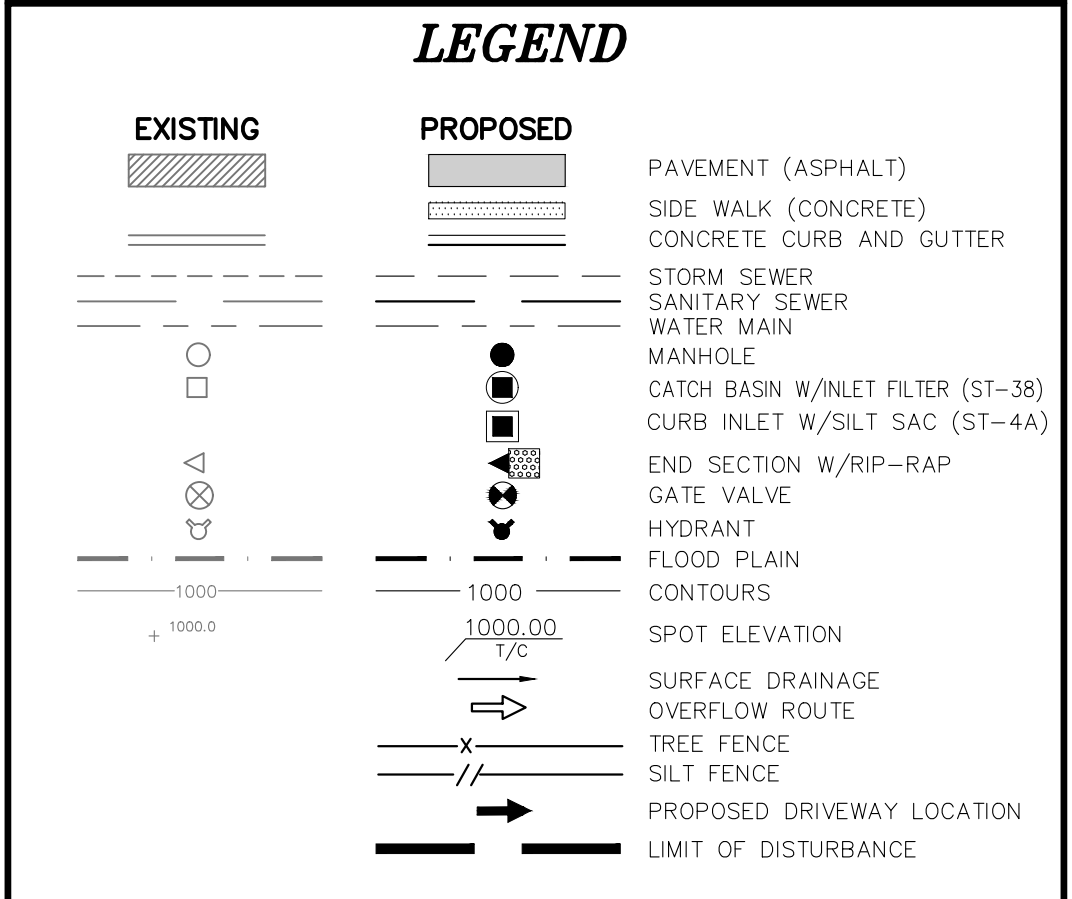 LEGEND
EXISTING PROPOSED
PAVEMENT (ASPHALT)
SIDE WALK (CONCRETE)
CONCRETE CURB AND GUTTER
STORM SEWER
SANITARY SEWER
WATER MAIN
MANHOLE
CATCH BASIN W/INLET FILTER (ST-38)
CURB INLET W/SILT SAC (ST-4A)
END SECTION W/RIP-RAP
GATE VALVE
HYDRANT
FLOOD PLAIN
1000 1000 CONTOURS
1000.0 1000.00 SPOT ELEVATION
T/C
SURFACE DRAINAGE
OVERFLOW ROUTE
X TREE FENCE
// SILT FENCE
PROPOSED DRIVEWAY LOCATION
LIMIT OF DISTURBANCE